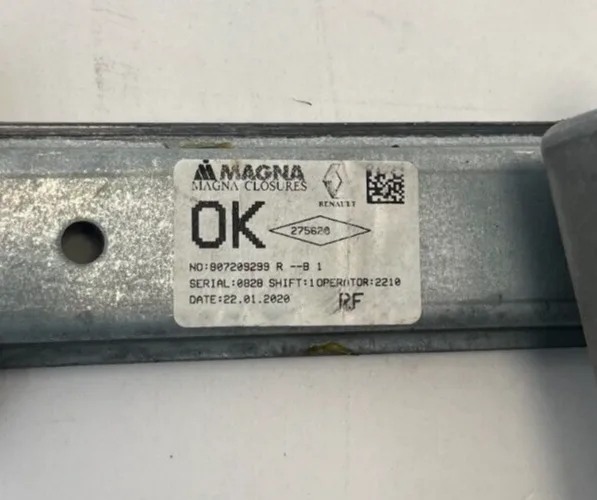 MAGNA
MAGNA CLOSURES
RENAULT
OK
275620
NO:807209299 R --B 1
SERIAL:0828 SHIFT:1OPERATOR:2210
DATE:22.01.2020
RF